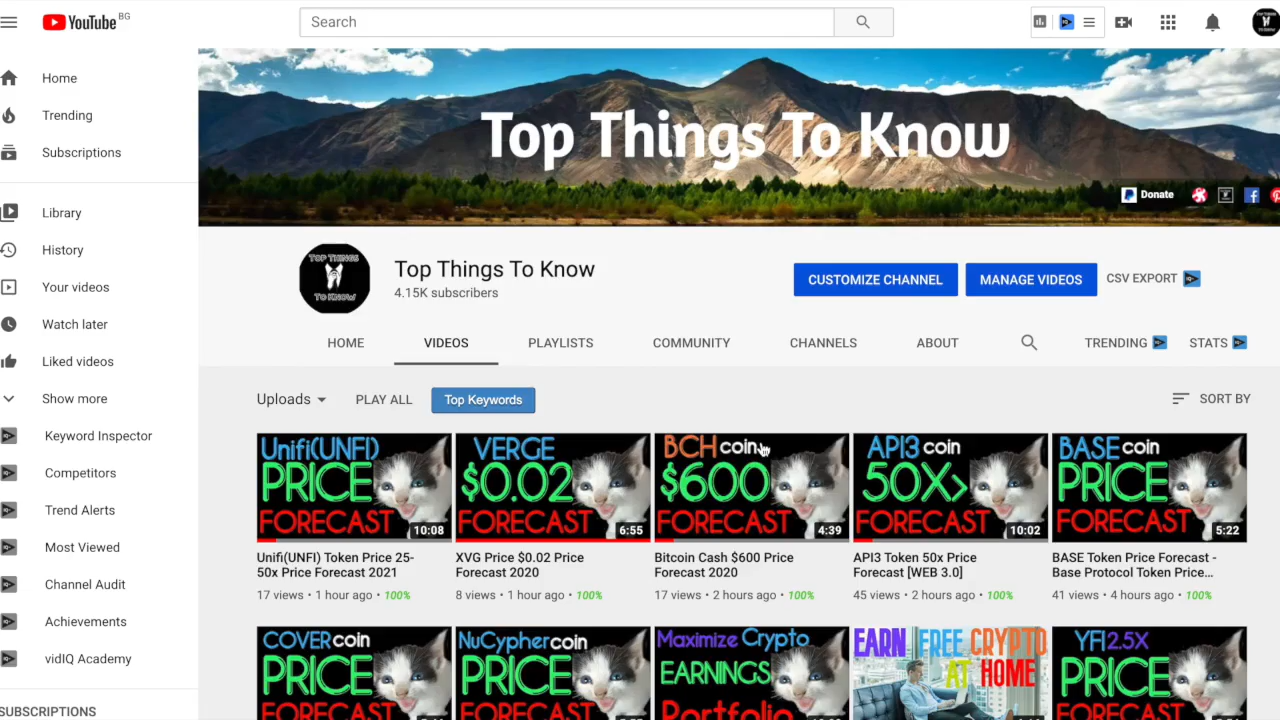 YouTube BG
Search
Home
Trending
Subscriptions
Library
History
Your videos
Watch later
Liked videos
Show more
Keyword Inspector
Competitors
Trend Alerts
Most Viewed
Channel Audit
Achievements
vidIQ Academy
SUBSCRIPTIONS
Top Things To Know
Donate
TOP THINGS
TO KNOW
Top Things To Know
4.15K subscribers
CUSTOMIZE CHANNEL
MANAGE VIDEOS
CSV EXPORT
HOME
VIDEOS
PLAYLISTS
COMMUNITY
CHANNELS
ABOUT
TRENDING
STATS
Uploads
PLAY ALL
Top Keywords
SORT BY
Unifi(UNFI)
PRICE
FORECAST
10:08
Unifi(UNFI) Token Price 25-
50x Price Forecast 2021
17 views • 1 hour ago • 100%
VERGE
$0.02
FORECAST
6:55
XVG Price $0.02 Price
Forecast 2020
8 views • 1 hour ago • 100%
BCH coin
$600
FORECAST
4:39
Bitcoin Cash $600 Price
Forecast 2020
17 views • 2 hours ago • 100%
API3 coin
50X>
FORECAST
10:02
API3 Token 50x Price
Forecast [WEB 3.0]
45 views • 2 hours ago • 100%
BASE coin
PRICE
FORECAST
5:22
BASE Token Price Forecast -
Base Protocol Token Price...
41 views • 4 hours ago • 100%
COVER coin
PRICE
FORECAST
NuCypher coin
PRICE
FORECAST
Maximize Crypto
EARNINGS
Portfolio
EARN FREE CRYPTO
AT HOME
YFI 2.5X
PRICE
FORECAST